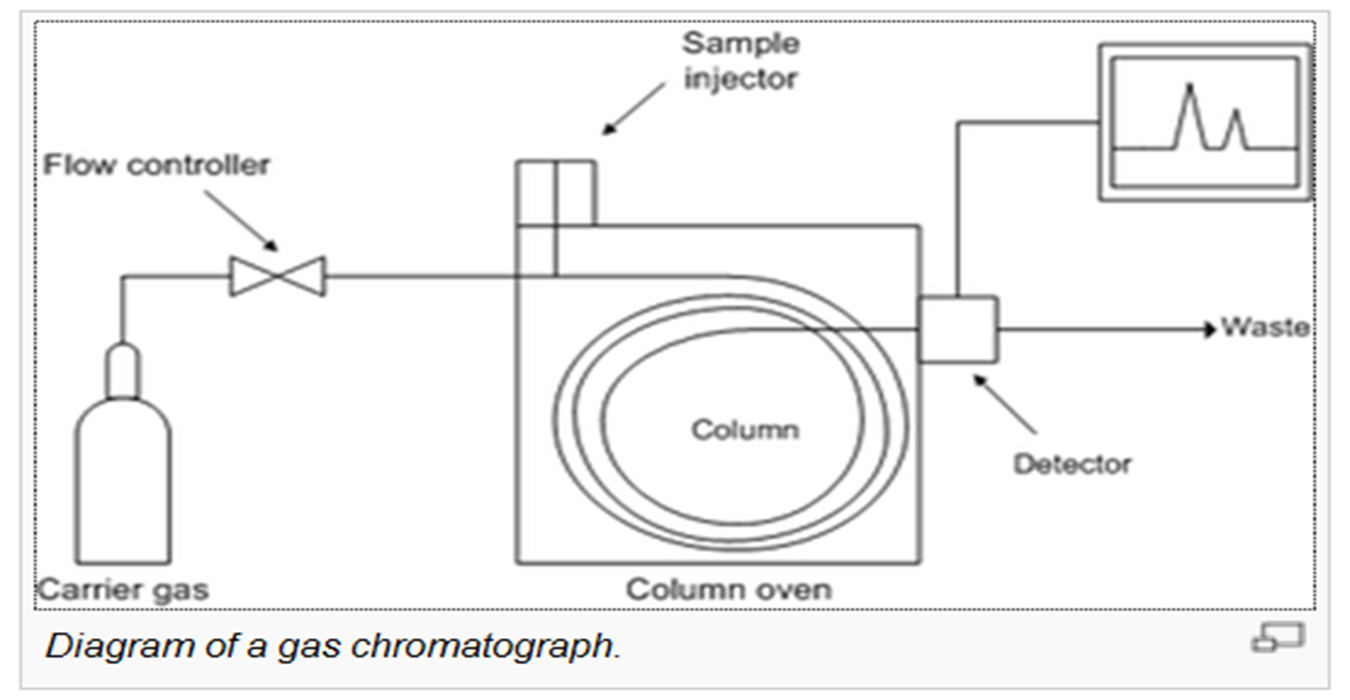 Sample
injector
Flow controller
Waste
Column
Detector
Carrier gas
Column oven
Diagram of a gas chromatograph.